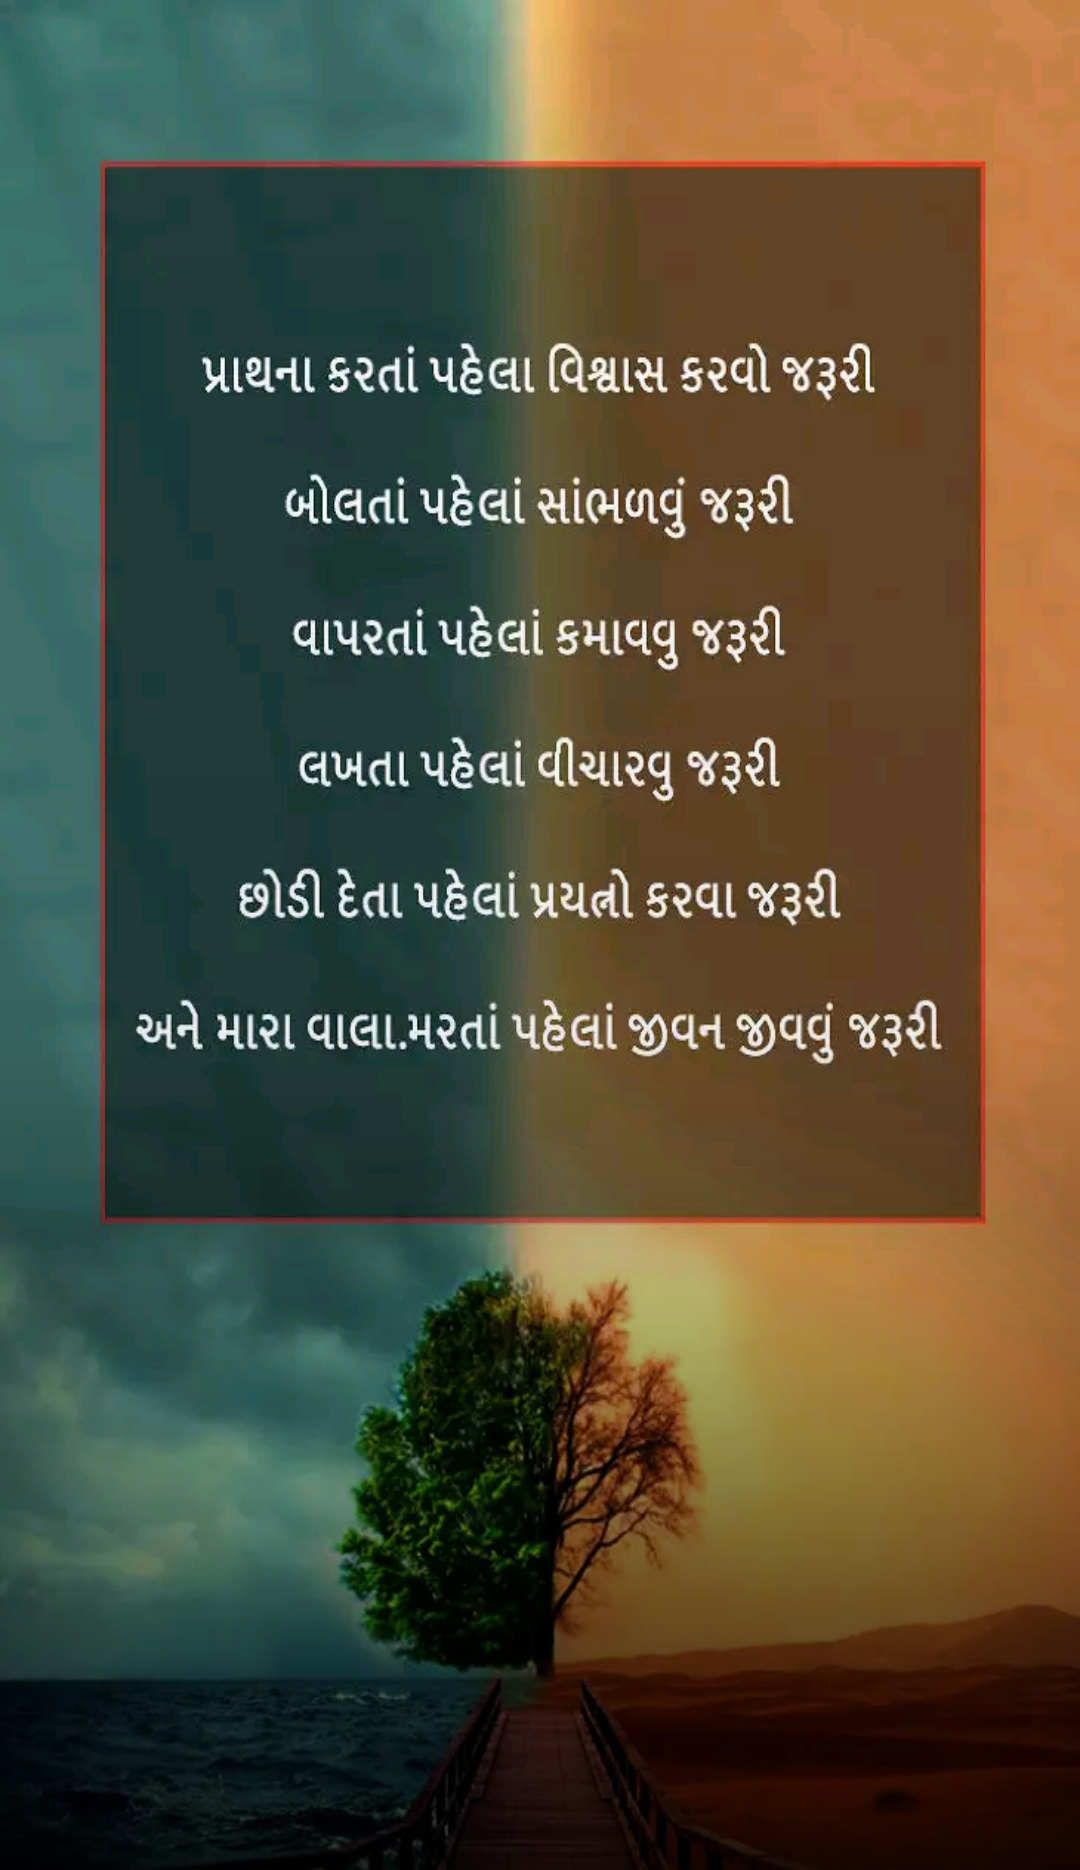 પ્રાથના કરતાં પહેલા વિશ્વાસ કરવો જરૂરી
બોલતાં પહેલાં સાંભળવું જરૂરી
વાપરતાં પહેલાં કમાવવુ જરૂરી
લખતા પહેલાં વીચારવુ જરૂરી
છોડી દેતા પહેલાં પ્રયત્નો કરવા જરૂરી
અને મારા વાલા.મરતાં પહેલાં જીવન જીવવું જરૂરી